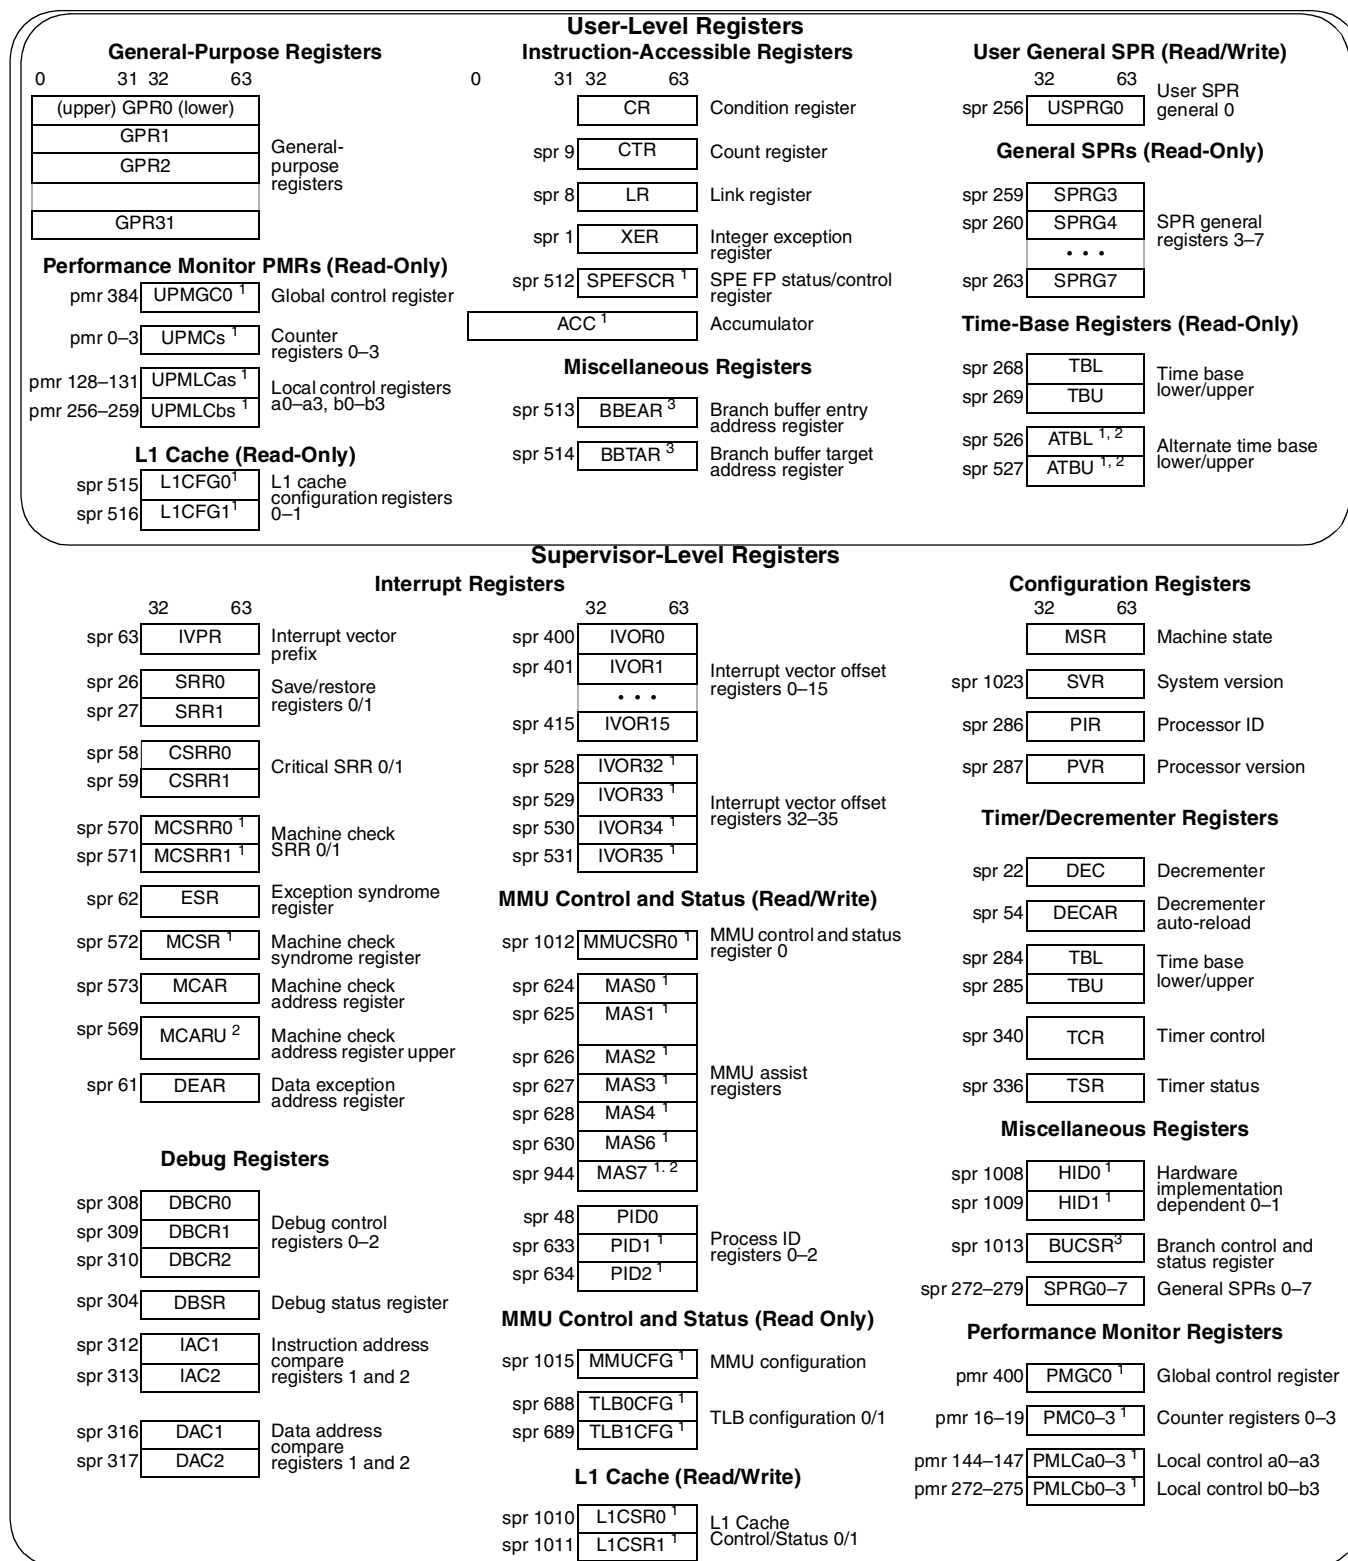 User-Level Registers
General-Purpose Registers
0 31 32 63
(upper) GPR0 (lower)
GPR1
GPR2
GPR31
General-
purpose
registers
Performance Monitor PMRs (Read-Only)
pmr 384 UPMGC0 1 Global control register
pmr 0–3 UPMCs 1 Counter
registers 0–3
pmr 128–131 UPMLCas 1 Local control registers
pmr 256–259 UPMLCbs 1 a0–a3, b0–b3
L1 Cache (Read-Only)
spr 515 L1CFG0 1 L1 cache
configuration registers
spr 516 L1CFG1 1 0–1
Instruction-Accessible Registers
0 31 32 63
CR Condition register
spr 9 CTR Count register
spr 8 LR Link register
spr 1 XER Integer exception
register
spr 512 SPEFSCR 1 SPE FP status/control
register
ACC 1 Accumulator
Miscellaneous Registers
spr 513 BBEAR 3 Branch buffer entry
address register
spr 514 BBTAR 3 Branch buffer target
address register
User General SPR (Read/Write)
32 63
spr 256 USPRG0 User SPR
general 0
General SPRs (Read-Only)
spr 259 SPRG3
spr 260 SPRG4 SPR general
registers 3–7
• • •
spr 263 SPRG7
Time-Base Registers (Read-Only)
spr 268 TBL Time base
spr 269 TBU lower/upper
spr 526 ATBL 1, 2 Alternate time base
spr 527 ATBU 1, 2 lower/upper
Supervisor-Level Registers
Interrupt Registers
32 63
spr 63 IVPR Interrupt vector
prefix
spr 26 SRR0 Save/restore
spr 27 SRR1 registers 0/1
spr 58 CSRR0
spr 59 CSRR1 Critical SRR 0/1
spr 570 MCSRR0 1 Machine check
spr 571 MCSRR1 1 SRR 0/1
spr 62 ESR Exception syndrome
register
spr 572 MCSR 1 Machine check
syndrome register
spr 573 MCAR Machine check
address register
spr 569 MCARU 2 Machine check
address register upper
spr 61 DEAR Data exception
address register
Debug Registers
spr 308 DBCR0
spr 309 DBCR1 Debug control
registers 0–2
spr 310 DBCR2
spr 304 DBSR Debug status register
spr 312 IAC1 Instruction address
compare
spr 313 IAC2 registers 1 and 2
spr 316 DAC1 Data address
compare
spr 317 DAC2 registers 1 and 2
32 63
spr 400 IVOR0
spr 401 IVOR1 Interrupt vector offset
registers 0–15
• • •
spr 415 IVOR15
spr 528 IVOR32 1
spr 529 IVOR33 1 Interrupt vector offset
registers 32–35
spr 530 IVOR34 1
spr 531 IVOR35 1
MMU Control and Status (Read/Write)
spr 1012 MMUCSR0 1 MMU control and status
register 0
spr 624 MAS0 1
spr 625 MAS1 1
spr 626 MAS2 1
spr 627 MAS3 1 MMU assist
registers
spr 628 MAS4 1
spr 630 MAS6 1
spr 944 MAS7 1. 2
spr 48 PID0
spr 633 PID1 1 Process ID
registers 0–2
spr 634 PID2 1
MMU Control and Status (Read Only)
spr 1015 MMUCFG 1 MMU configuration
spr 688 TLB0CFG 1
spr 689 TLB1CFG 1 TLB configuration 0/1
L1 Cache (Read/Write)
spr 1010 L1CSR0 1 L1 Cache
spr 1011 L1CSR1 1 Control/Status 0/1
Configuration Registers
32 63
MSR Machine state
spr 1023 SVR System version
spr 286 PIR Processor ID
spr 287 PVR Processor version
Timer/Decrementer Registers
spr 22 DEC Decrementer
spr 54 DECAR Decrementer
auto-reload
spr 284 TBL Time base
spr 285 TBU lower/upper
spr 340 TCR Timer control
spr 336 TSR Timer status
Miscellaneous Registers
spr 1008 HID0 1 Hardware
implementation
spr 1009 HID1 1 dependent 0–1
spr 1013 BUCSR 3 Branch control and
status register
spr 272–279 SPRG0–7 General SPRs 0–7
Performance Monitor Registers
pmr 400 PMGC0 1 Global control register
pmr 16–19 PMC0–3 1 Counter registers 0–3
pmr 144–147 PMLCa0–3 1 Local control a0–a3
pmr 272–275 PMLCb0–3 1 Local control b0–b3